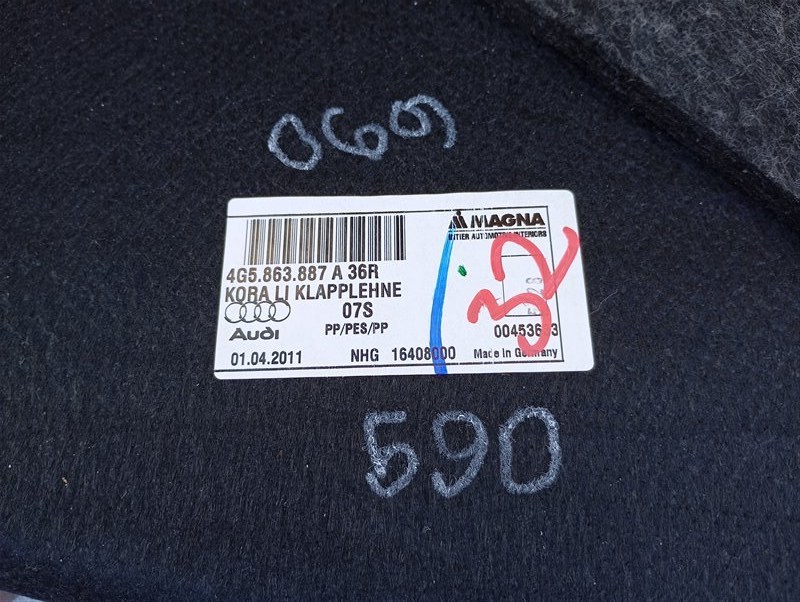 069
MAGNA
4G5.863.887 A 36R
KORA LI KLAPPLEHNE
07S
Audi
PP/PES/PP
01.04.2011 NHG 16408000 Made in Germany
32
590